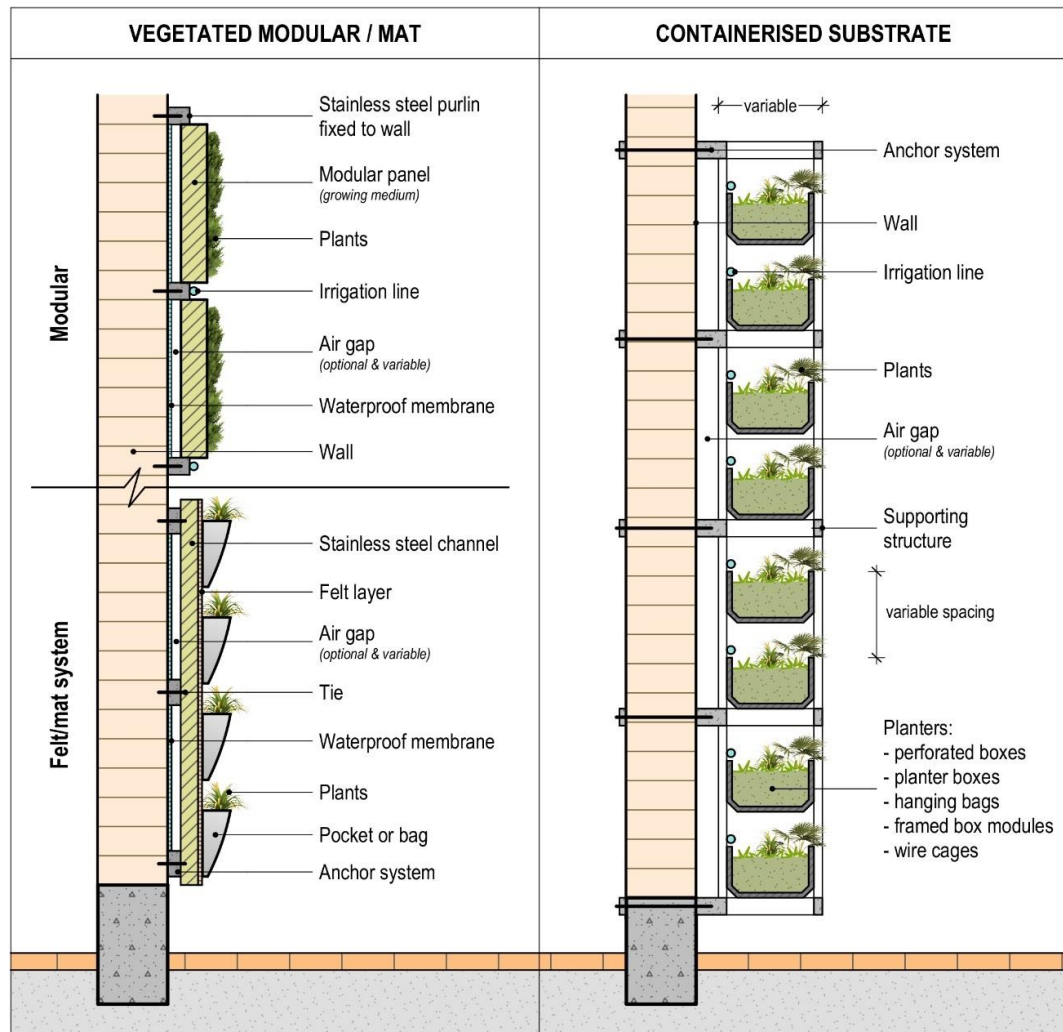 VEGETATED MODULAR / MAT
Modular
Stainless steel purlin
fixed to wall
Modular panel
(growing medium)
Plants
Irrigation line
Air gap
(optional & variable)
Waterproof membrane
Wall
Felt/mat system
Stainless steel channel
Felt layer
Air gap
(optional & variable)
Tie
Waterproof membrane
Plants
Pocket or bag
Anchor system
CONTAINERISED SUBSTRATE
variable
Anchor system
Wall
Irrigation line
Plants
Air gap
(optional & variable)
Supporting
structure
variable spacing
Planters:
- perforated boxes
- planter boxes
- hanging bags
- framed box modules
- wire cages